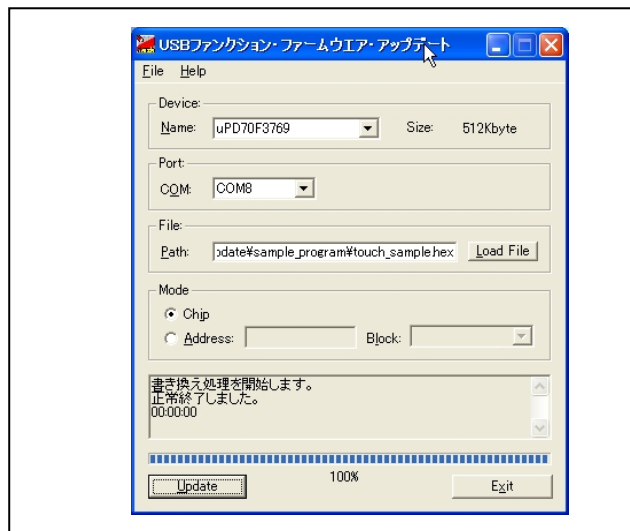 USBファンクション・ファームウエア・アップデート
File Help
Device:
Name: uPD70F3769 Size: 512Kbyte
Port:
COM: COM8
File:
Path: pdate¥sample_program¥touch_sample.hex Load File
Mode
Chip
Address: Block:
書き換え処理を開始します。
正常終了しました。
00:00:00
100%
Update Exit